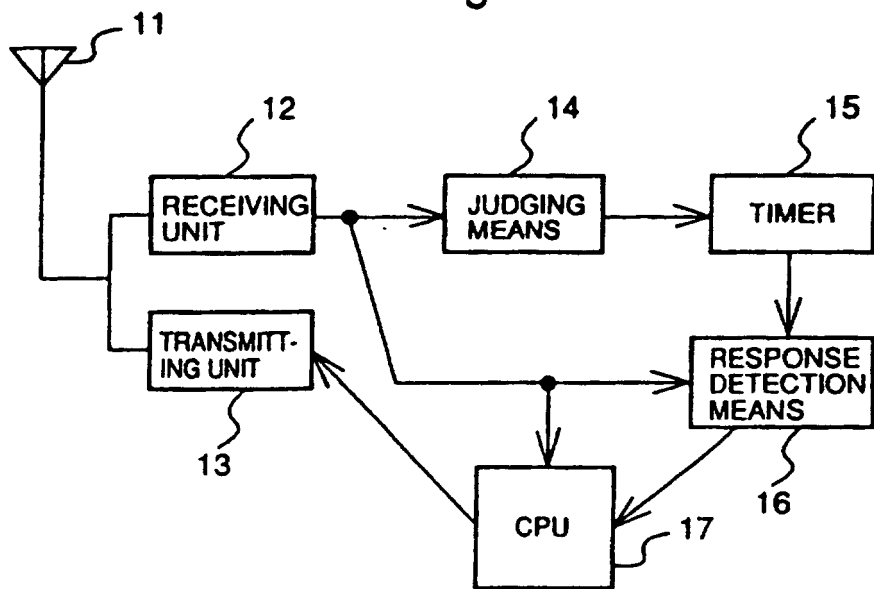 11
12
14
15
RECEIVING
UNIT
JUDGING
MEANS
TIMER
TRANSMITT-
ING UNIT
RESPONSE
DETECTION
MEANS
13
16
CPU
17